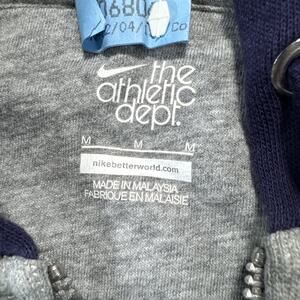 the
athletic
dept.
M M M
nikebetterworld.com
MADE IN MALAYSIA
FABRIQUÉ EN MALAISIE